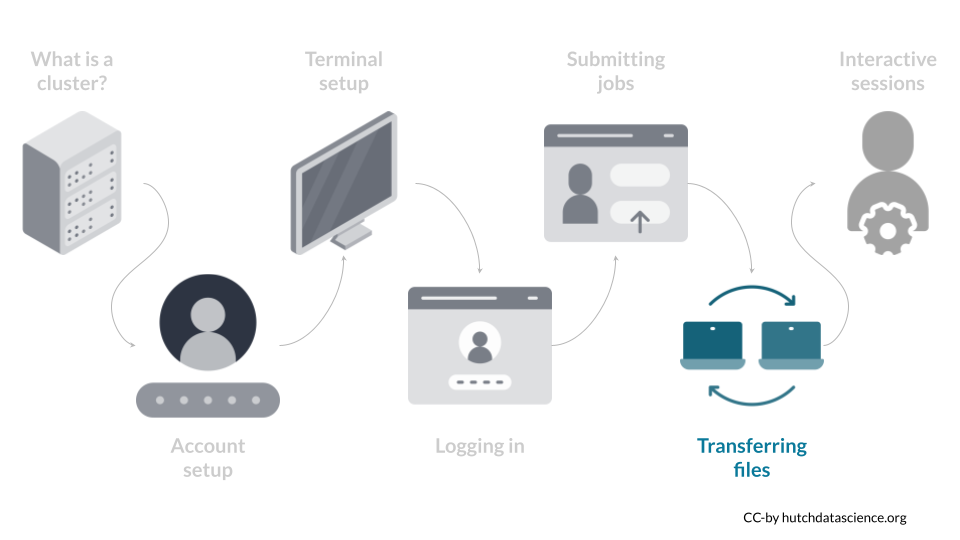 What is a
cluster?
Terminal
setup
Submitting
jobs
Interactive
sessions
Account
setup
Logging in
Transferring
files
CC-by hutchdatascience.org